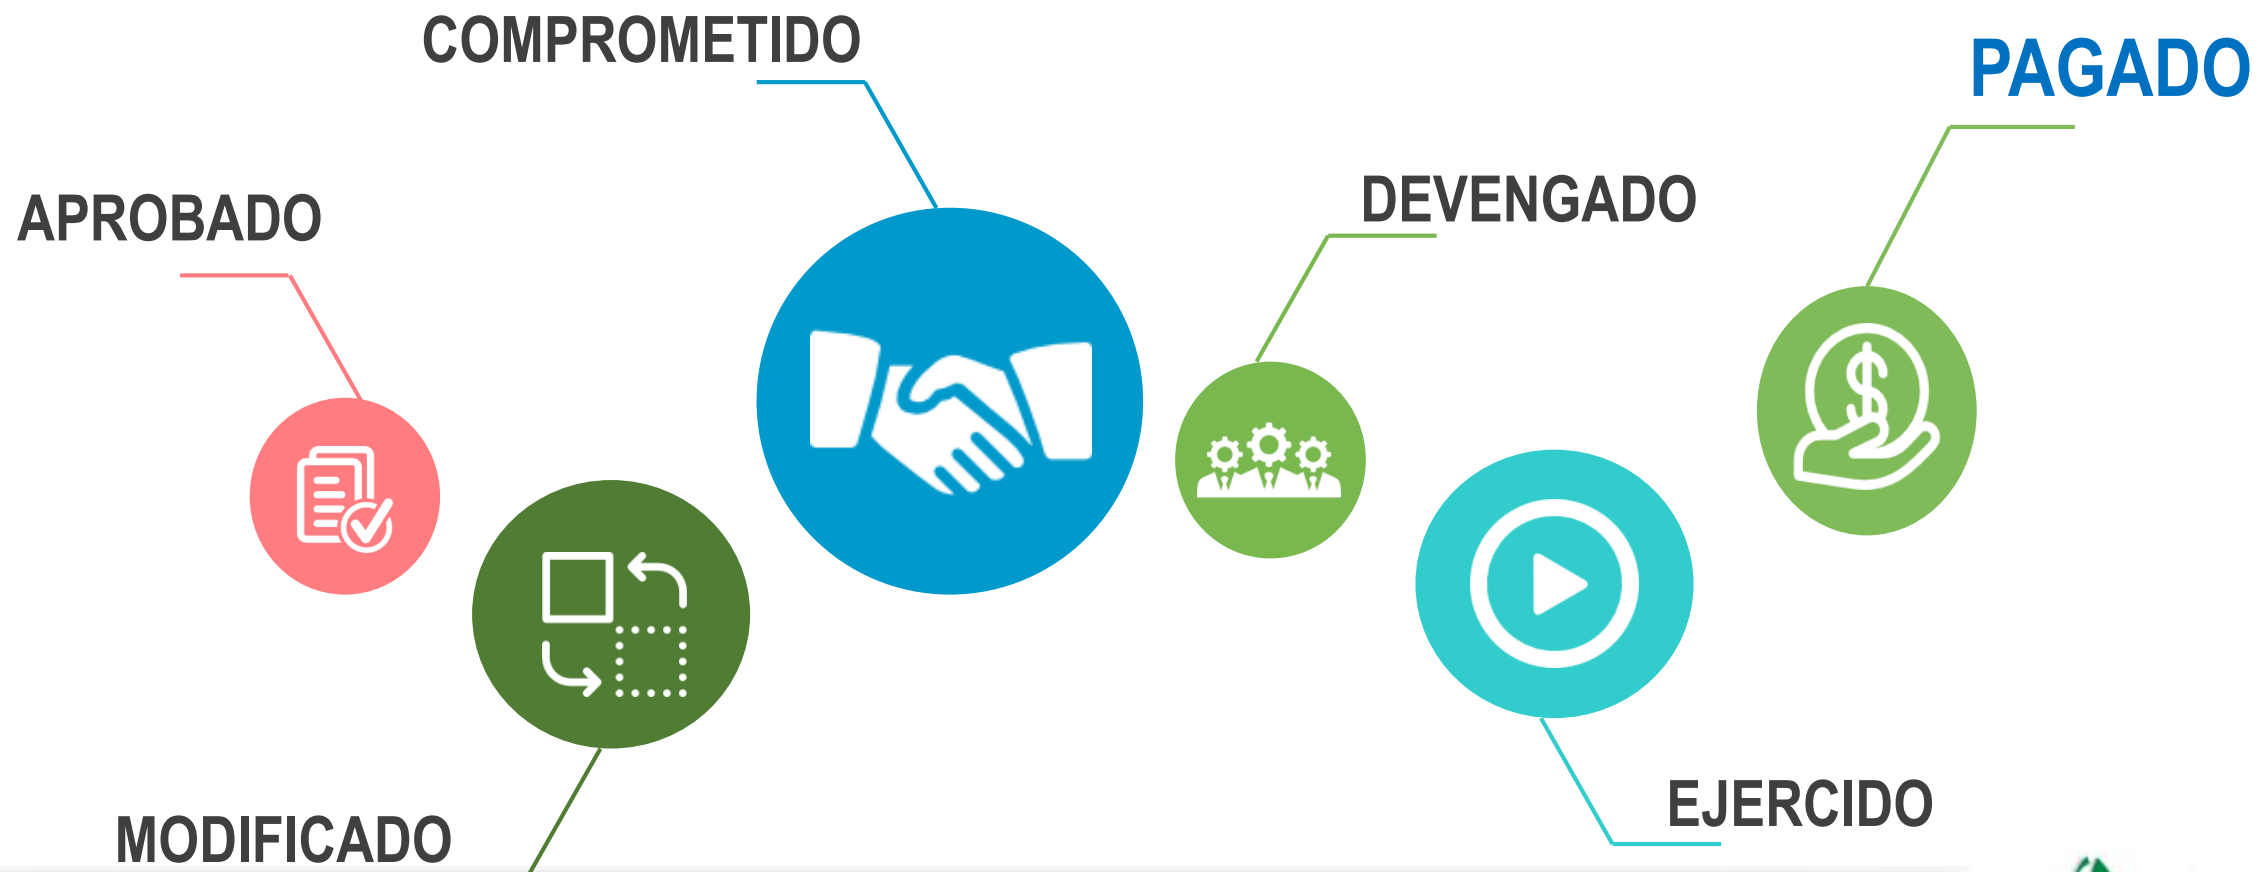 COMPROMETIDO
PAGADO
DEVENGADO
APROBADO
EJERCIDO
MODIFICADO